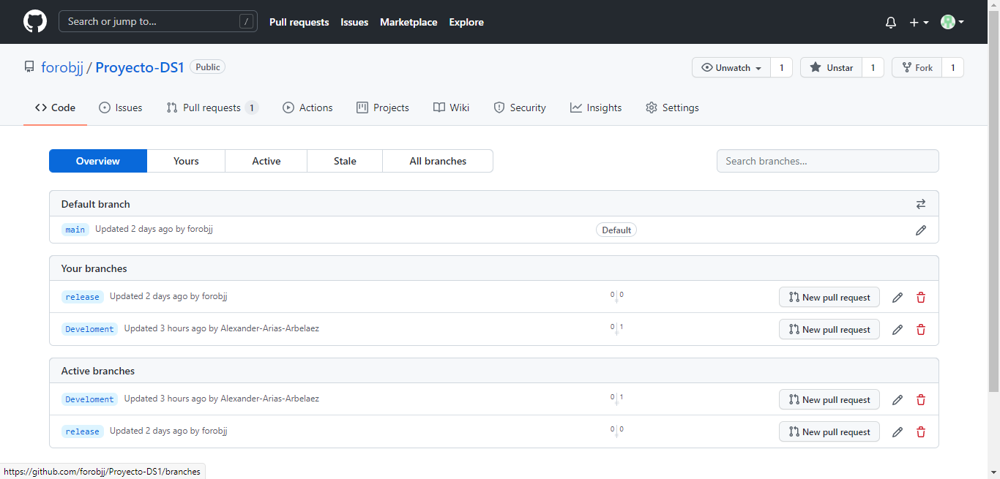 Search or jump to... / Pull requests Issues Marketplace Explore
forobjj / Proyecto-DS1 Public Unwatch 1 Unstar 1 Fork 1
Code Issues Pull requests 1 Actions Projects Wiki Security Insights Settings
Overview Yours Active Stale All branches Search branches...
Default branch
main Updated 2 days ago by forobjj Default
Your branches
release Updated 2 days ago by forobjj 0 0 New pull request
Develoment Updated 3 hours ago by Alexander-Arias-Arbelaez 0 1 New pull request
Active branches
Develoment Updated 3 hours ago by Alexander-Arias-Arbelaez 0 1 New pull request
release Updated 2 days ago by forobjj 0 0 New pull request
https://github.com/forobjj/Proyecto-DS1/branches